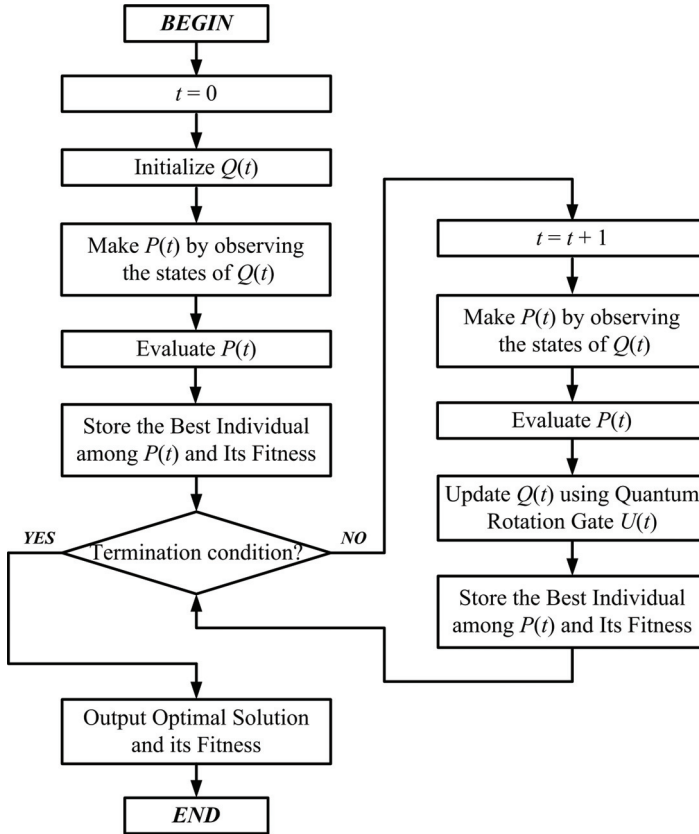 BEGIN
t = 0
Initialize Q(t)
Make P(t) by observing
the states of Q(t)
Evaluate P(t)
Store the Best Individual
among P(t) and Its Fitness
YES
Termination condition?
NO
t = t + 1
Make P(t) by observing
the states of Q(t)
Evaluate P(t)
Update Q(t) using Quantum
Rotation Gate U(t)
Store the Best Individual
among P(t) and Its Fitness
Output Optimal Solution
and its Fitness
END